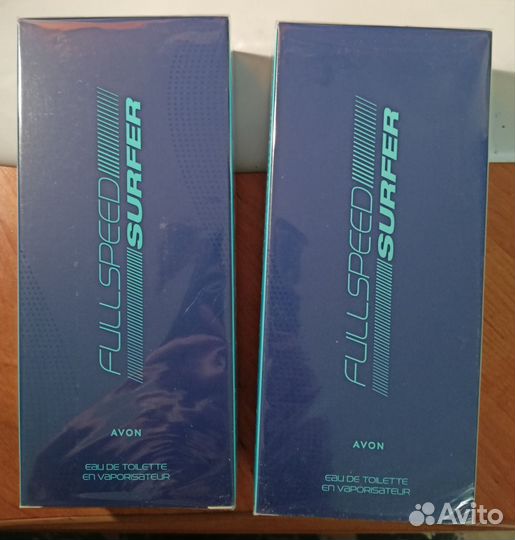 FULLSPEED
SURFER
AVON
EAU DE TOILETTE
EN VAPORISATEUR
FULLSPEED
SURFER
AVON
EAU DE TOILETTE
EN VAPORISATEUR
Avito